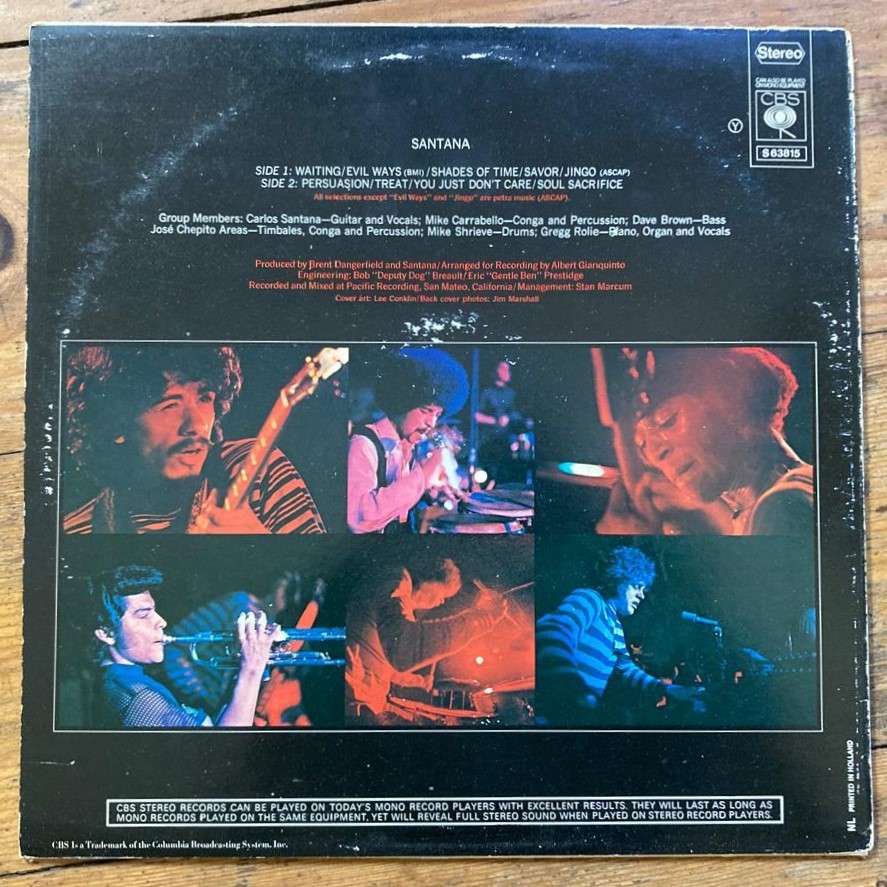 Stereo
CAN ALSO BE PLAYED
ON MONO EQUIPMENT
CBS
Y
S 63815
SANTANA
SIDE 1: WAITING/EVIL WAYS (BMI) /SHADES OF TIME/SAVOR/JINGO (ASCAP)
SIDE 2: PERSUASION/TREAT/YOU JUST DON'T CARE/SOUL SACRIFICE
All selections except "Evil Ways" and "Jingo" are petra music (ASCAP).
Group Members: Carlos Santana—Guitar and Vocals; Mike Carrabello—Conga and Percussion; Dave Brown—Bass
José Chepito Areas—Timbales, Conga and Percussion; Mike Shrieve—Drums; Gregg Rolie—Piano, Organ and Vocals
Produced by Brent Dangerfield and Santana/Arranged for Recording by Albert Gianquinto
Engineering: Bob "Deputy Dog" Breault/Eric "Gentle Ben" Prestidge
Recorded and Mixed at Pacific Recording, San Mateo, California/Management: Stan Marcum
Cover art: Lee Conklin/Back cover photos: Jim Marshall
NL PRINTED IN HOLLAND
CBS STEREO RECORDS CAN BE PLAYED ON TODAY'S MONO RECORD PLAYERS WITH EXCELLENT RESULTS. THEY WILL LAST AS LONG AS
MONO RECORDS PLAYED ON THE SAME EQUIPMENT, YET WILL REVEAL FULL STEREO SOUND WHEN PLAYED ON STEREO RECORD PLAYERS.
CBS Is a Trademark of the Columbia Broadcasting System, Inc.